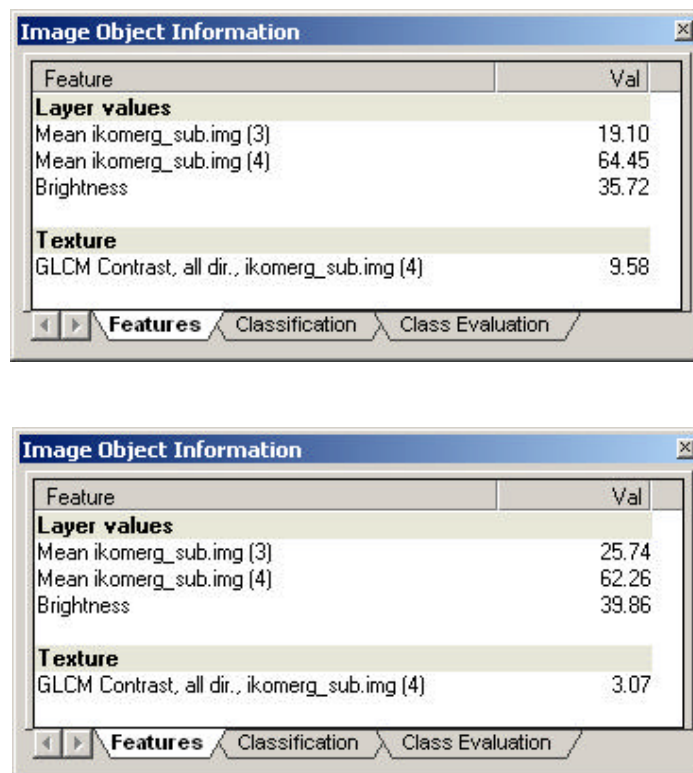 Image Object Information
Feature Val
Layer values
Mean ikomerg_sub.img (3) 19.10
Mean ikomerg_sub.img (4) 64.45
Brightness 35.72
Texture
GLCM Contrast, all dir., ikomerg_sub.img (4) 9.58
Features Classification Class Evaluation
Image Object Information
Feature Val
Layer values
Mean ikomerg_sub.img (3) 25.74
Mean ikomerg_sub.img (4) 62.26
Brightness 39.86
Texture
GLCM Contrast, all dir., ikomerg_sub.img (4) 3.07
Features Classification Class Evaluation